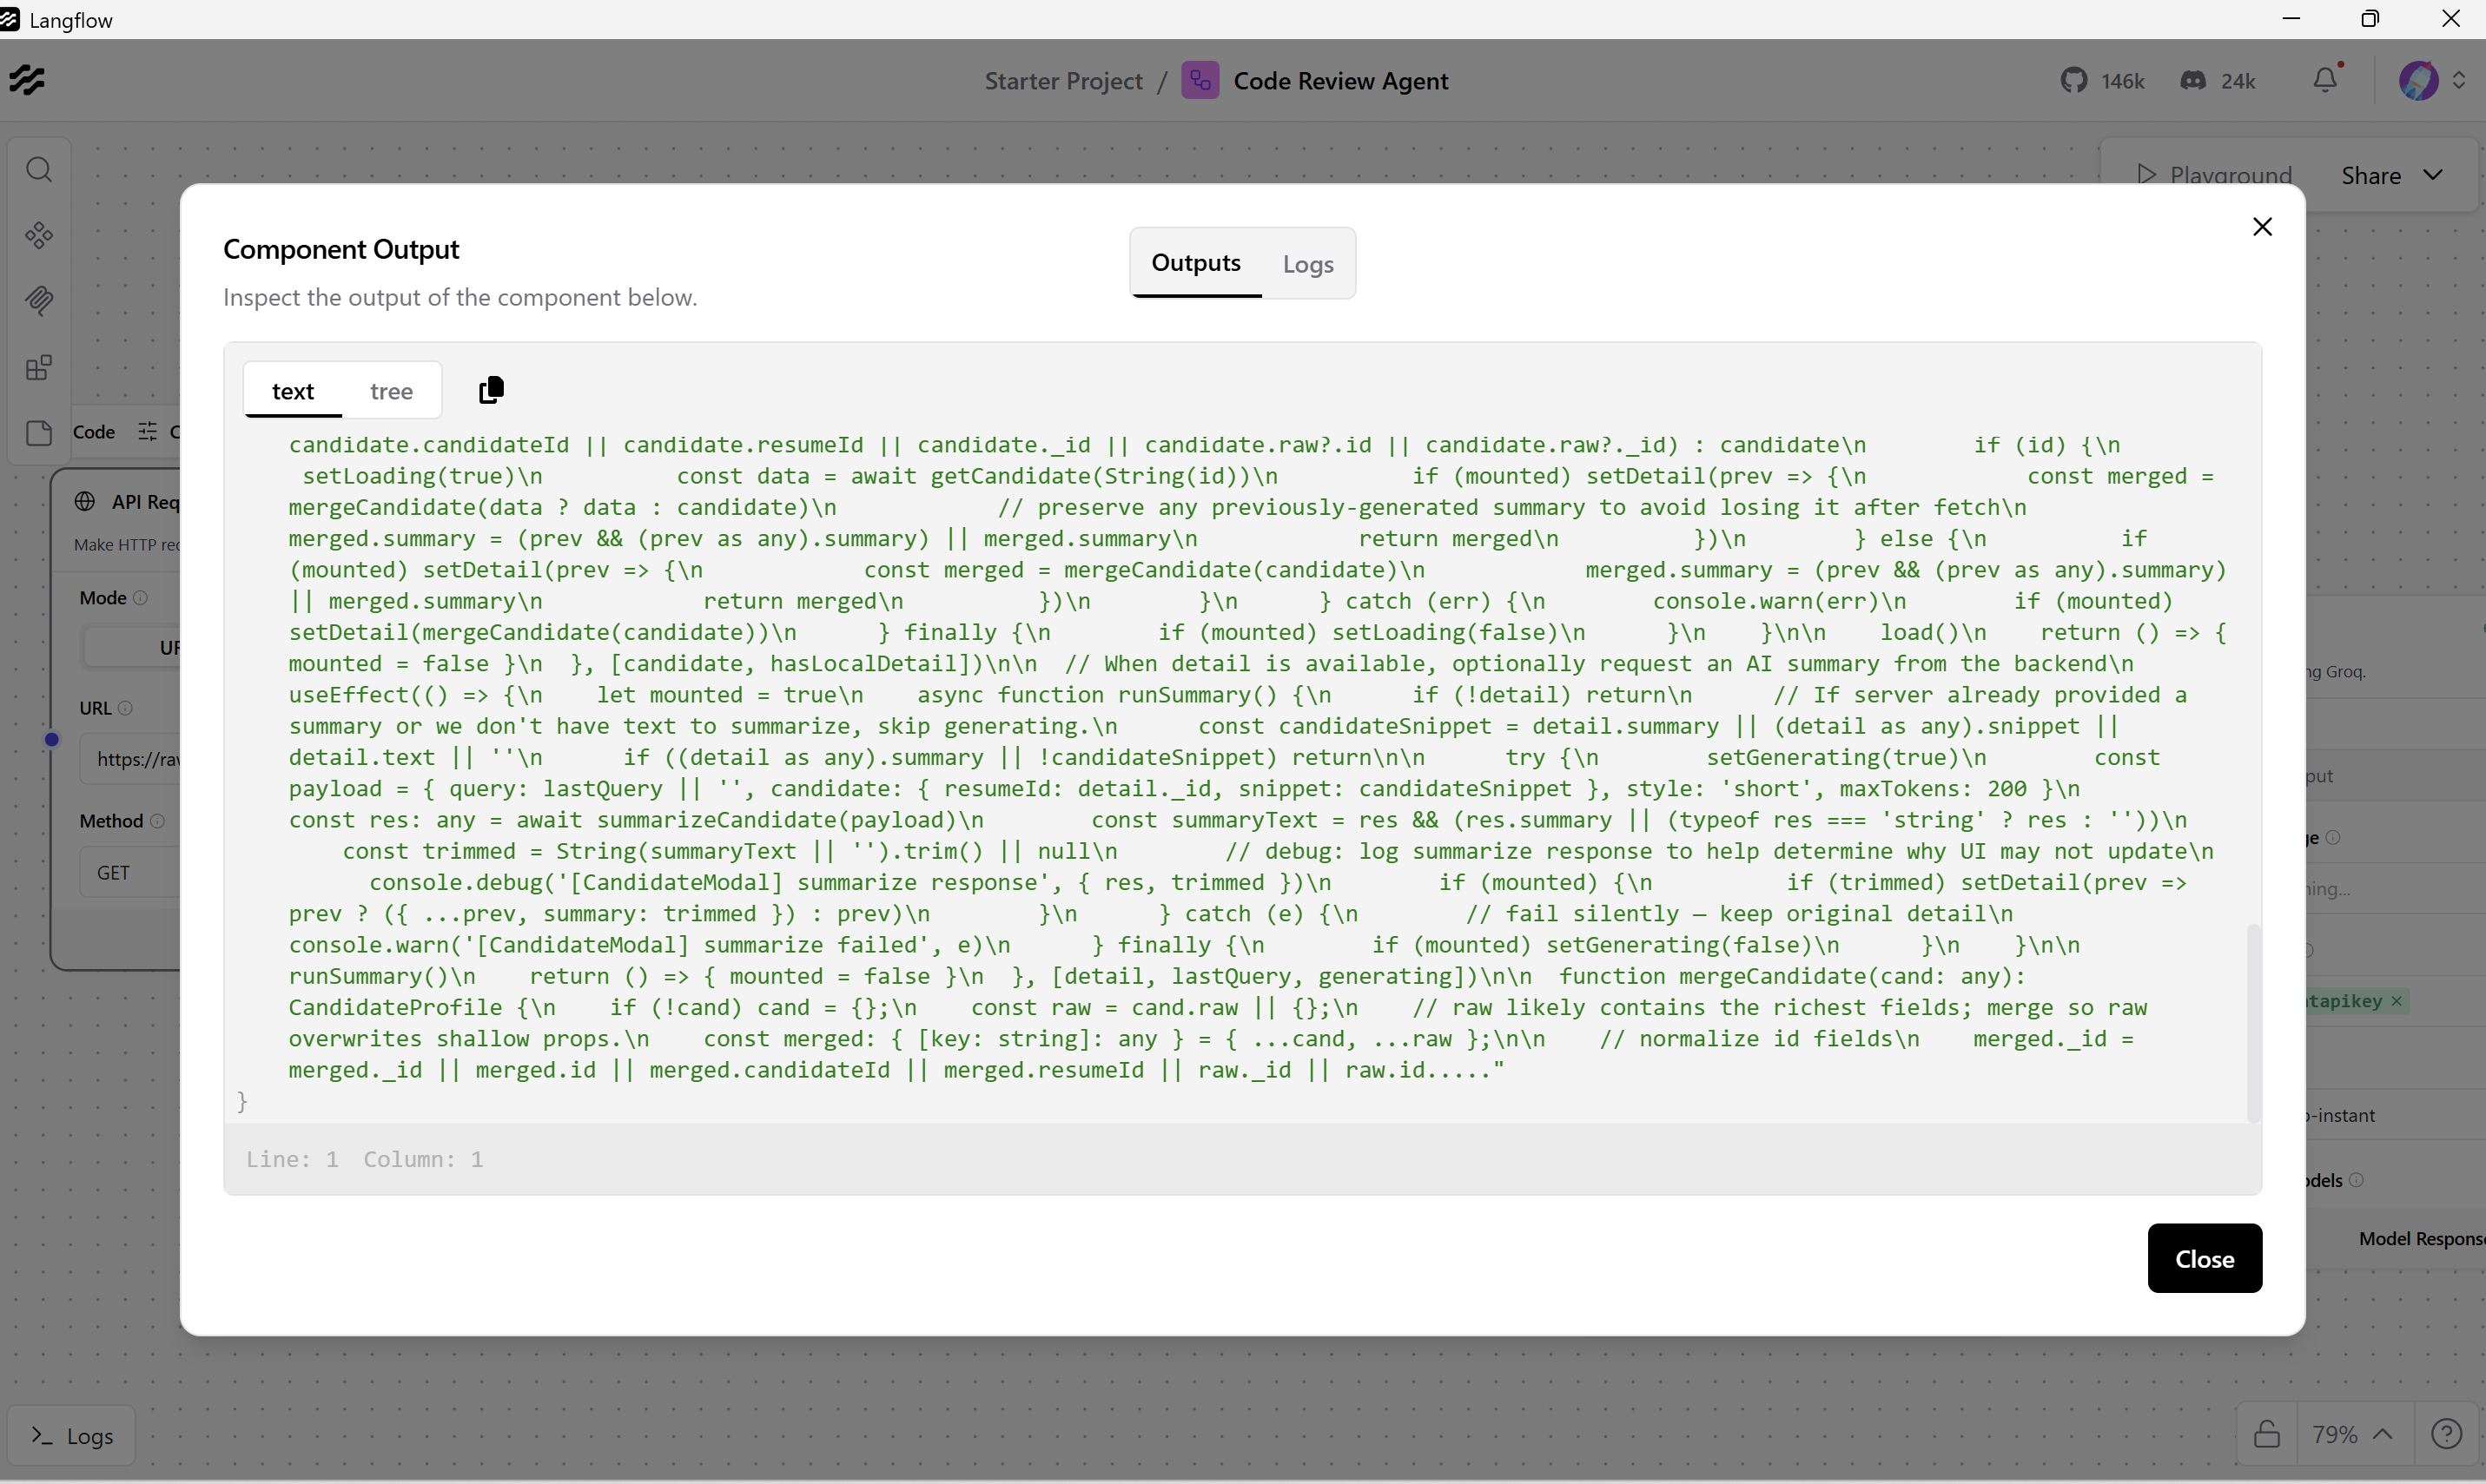 Langflow
Starter Project / Code Review Agent
146k
24k
Playground
Share
Component Output
Outputs
Logs
Inspect the output of the component below.
text
tree
candidate.candidateId || candidate.resumeId || candidate._id || candidate.raw?.id || candidate.raw?._id) : candidate\n        if (id) {\n
setLoading(true)\n          const data = await getCandidate(String(id))\n          if (mounted) setDetail(prev => {\n            const merged =
mergeCandidate(data ? data : candidate)\n            // preserve any previously-generated summary to avoid losing it after fetch\n
merged.summary = (prev && (prev as any).summary) || merged.summary\n            return merged\n          })\n        } else {\n          if
(mounted) setDetail(prev => {\n            const merged = mergeCandidate(candidate)\n            merged.summary = (prev && (prev as any).summary)
|| merged.summary\n            return merged\n          })\n        }\n      } catch (err) {\n        console.warn(err)\n        if (mounted)
setDetail(mergeCandidate(candidate))\n      } finally {\n        if (mounted) setLoading(false)\n      }\n    }\n\n    load()\n    return () => {
mounted = false }\n  }, [candidate, hasLocalDetail])\n\n  // When detail is available, optionally request an AI summary from the backend\n
useEffect(() => {\n    let mounted = true\n    async function runSummary() {\n      if (!detail) return\n      // If server already provided a
summary or we don't have text to summarize, skip generating.\n      const candidateSnippet = detail.summary || (detail as any).snippet ||
detail.text || ''\n      if ((detail as any).summary || !candidateSnippet) return\n\n      try {\n        setGenerating(true)\n        const
payload = { query: lastQuery || '', candidate: { resumeId: detail._id, snippet: candidateSnippet }, style: 'short', maxTokens: 200 }\n
const res: any = await summarizeCandidate(payload)\n        const summaryText = res && (res.summary || (typeof res === 'string' ? res : ''))\n
const trimmed = String(summaryText || '').trim() || null\n        // debug: log summarize response to help determine why UI may not update\n
console.debug('[CandidateModal] summarize response', { res, trimmed })\n        if (mounted) {\n          if (trimmed) setDetail(prev =>
prev ? ({ ...prev, summary: trimmed }) : prev)\n        }\n      } catch (e) {\n        // fail silently — keep original detail\n
console.warn('[CandidateModal] summarize failed', e)\n      } finally {\n        if (mounted) setGenerating(false)\n      }\n    }\n\n
runSummary()\n    return () => { mounted = false }\n  }, [detail, lastQuery, generating])\n\n  function mergeCandidate(cand: any):
CandidateProfile {\n    if (!cand) cand = {};\n    const raw = cand.raw || {};\n    // raw likely contains the richest fields; merge so raw
overwrites shallow props.\n    const merged: { [key: string]: any } = { ...cand, ...raw };\n\n    // normalize id fields\n    merged._id =
merged._id || merged.id || merged.candidateId || merged.resumeId || raw._id || raw.id....."
}
Line: 1 Column: 1
Close
Code
C
API Req
Make HTTP rec
Mode
UR
URL
https://rav
Method
GET
ng Groq.
put
ge
ning...
tapikey
-instant
odels
Model Respons
Logs
79%